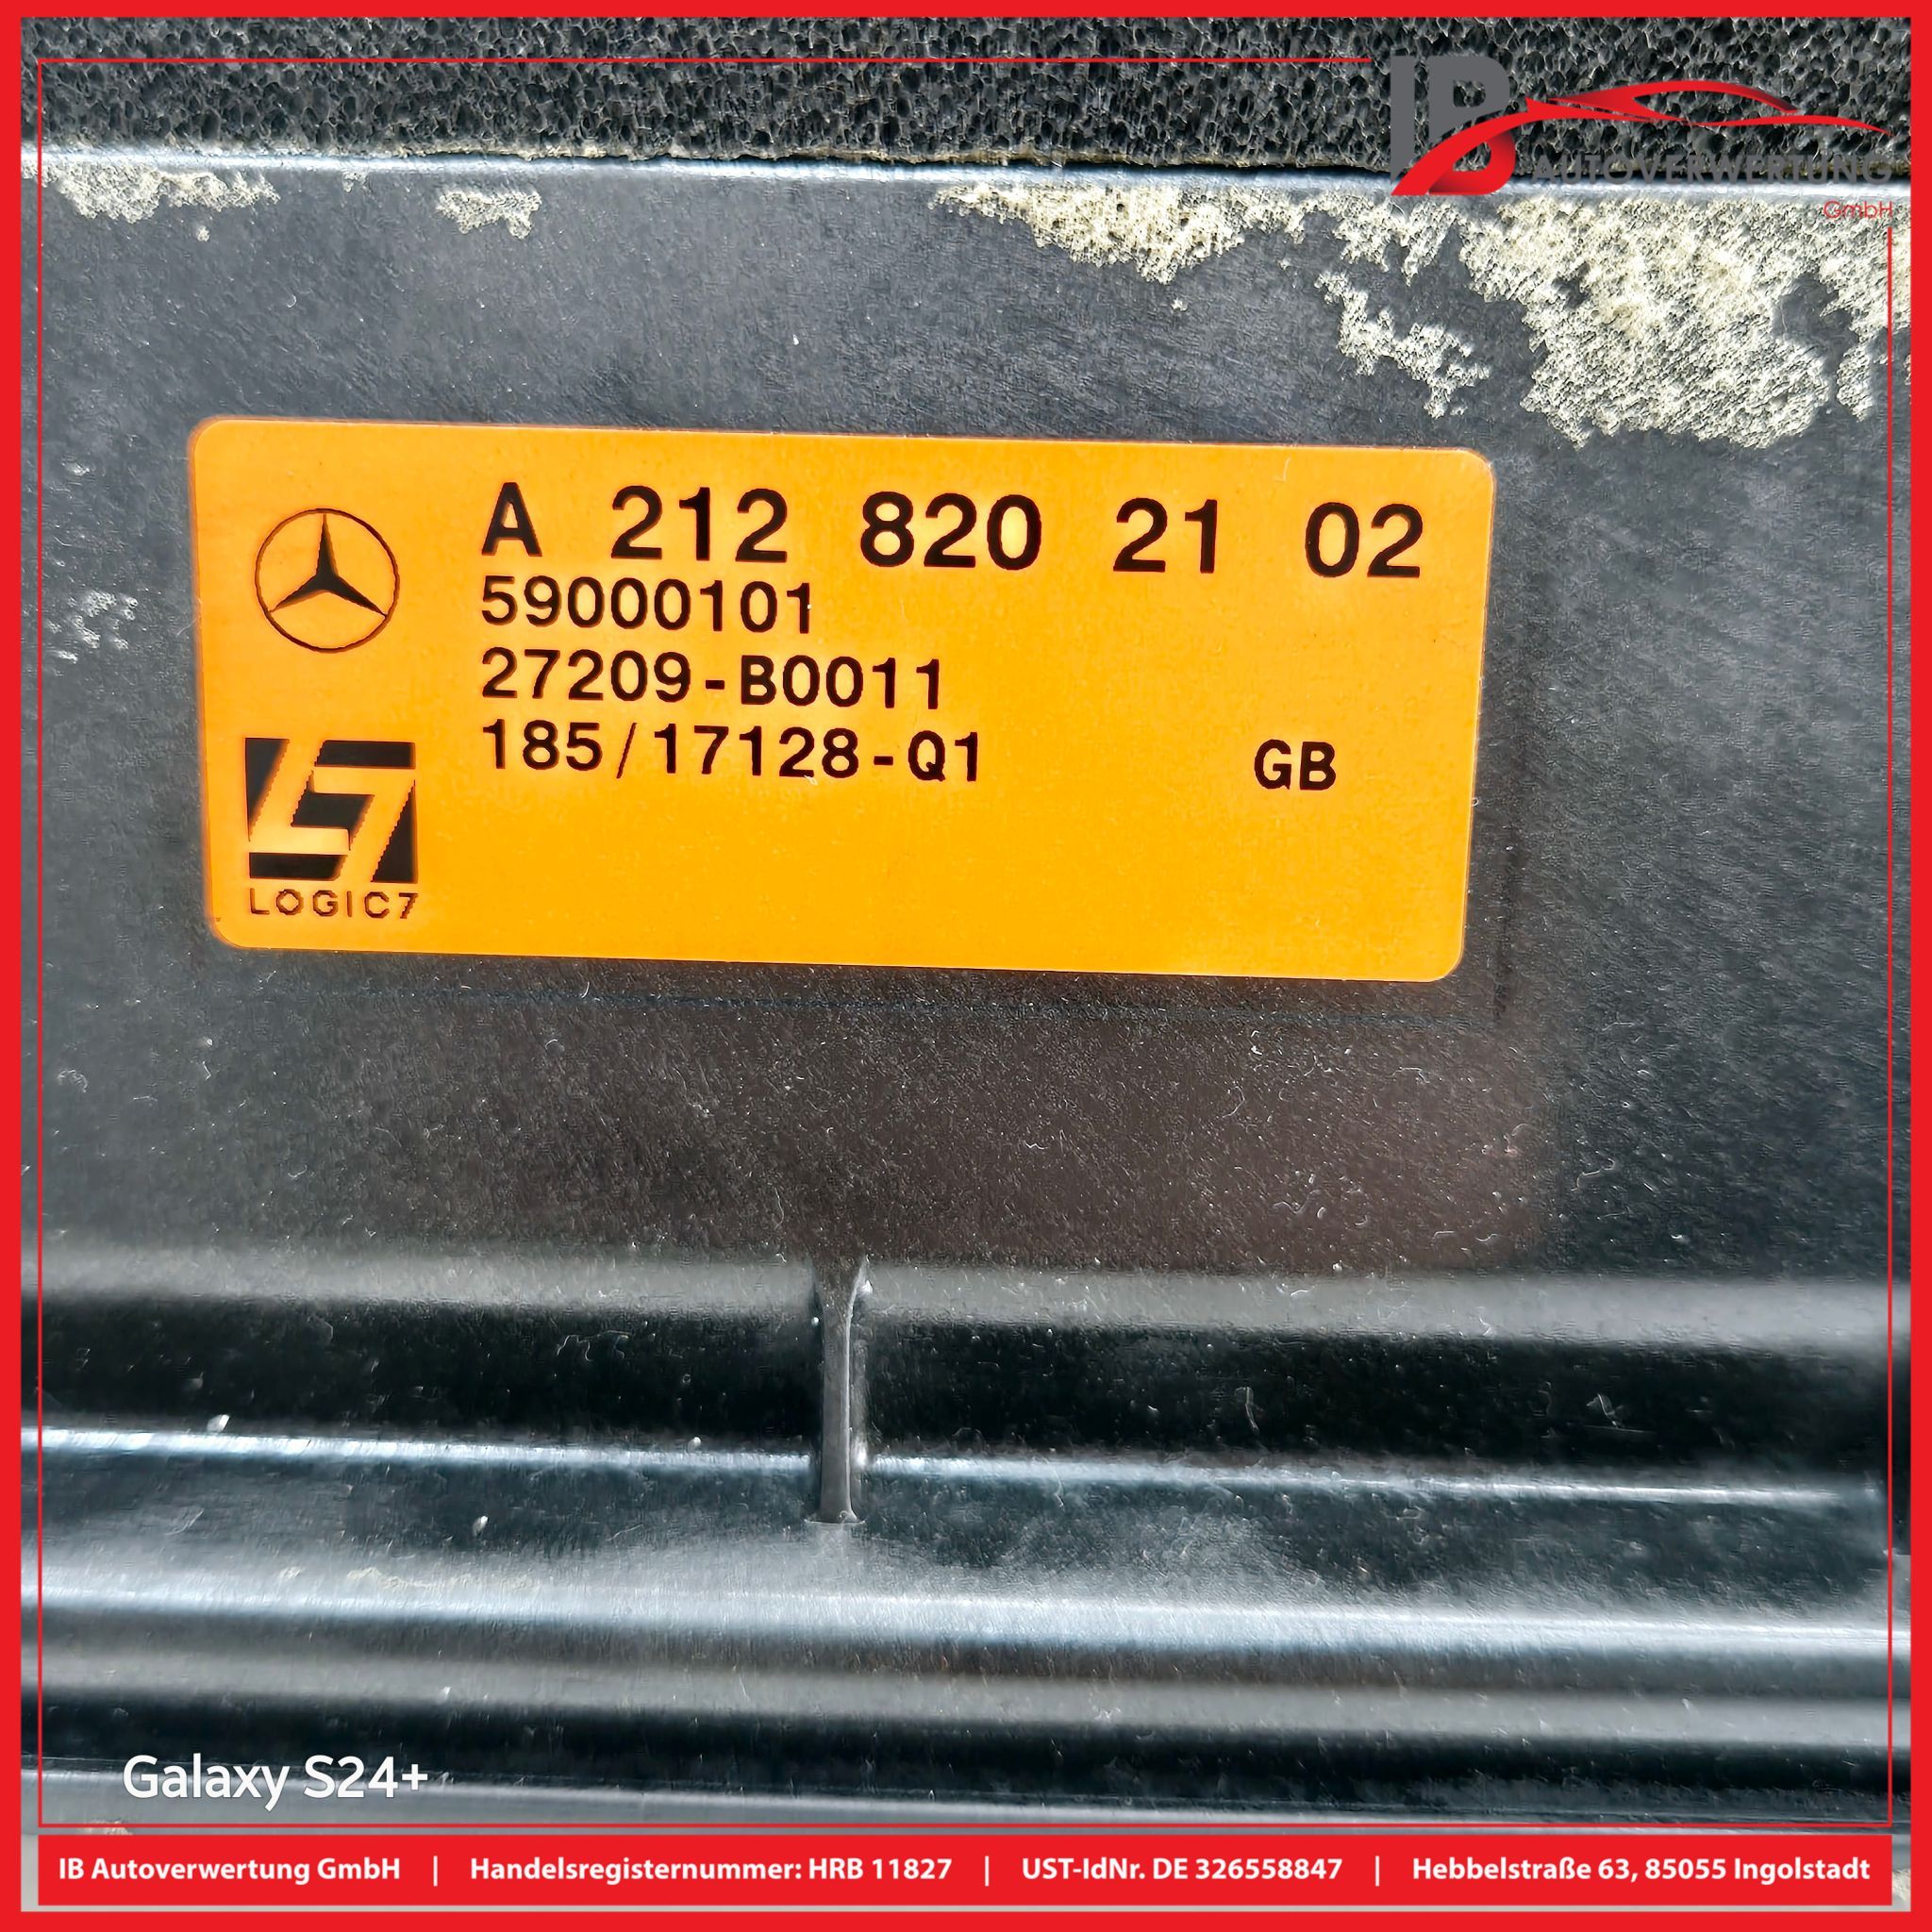 IB
AUTOVERWERTUNG
GmbH
A 212 820 21 02
59000101
27209-B0011
185/17128-Q1 GB
LOGIC7
Galaxy S24+
IB Autoverwertung GmbH | Handelsregisternummer: HRB 11827 | UST-IdNr. DE 326558847 | Hebbelstraße 63, 85055 Ingolstadt